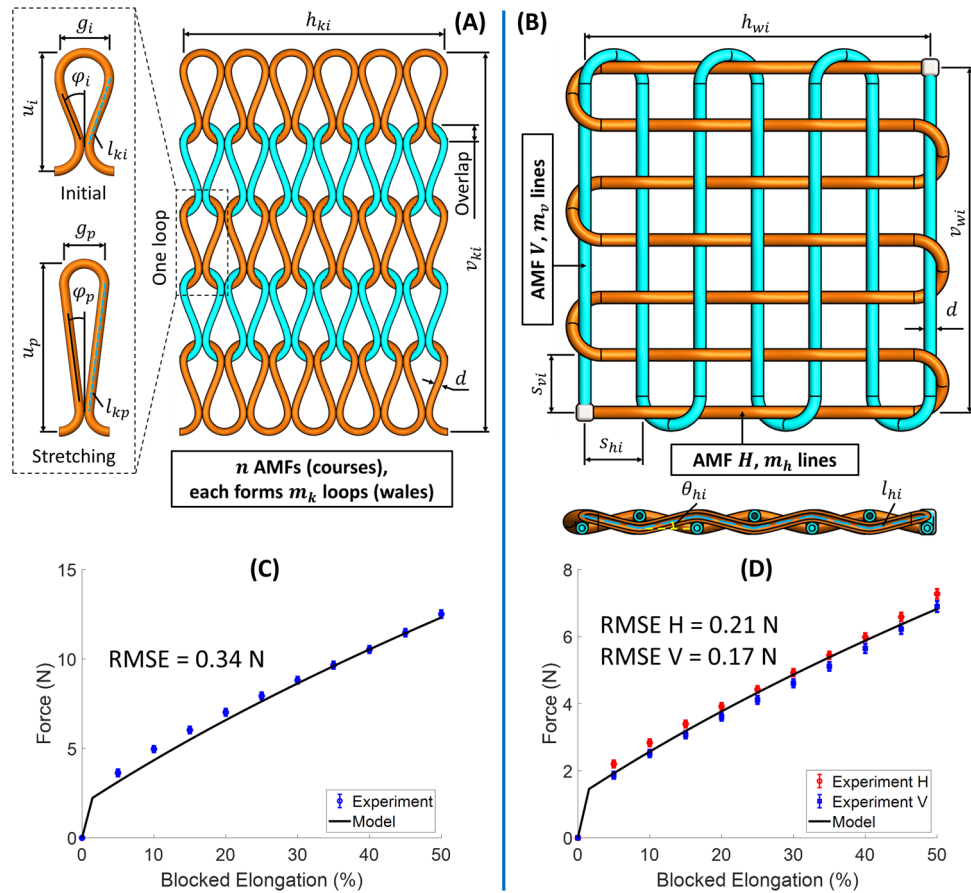 (A)
h_ki
g_i
φ_i
u_i
l_ki
Initial
g_p
φ_p
u_p
l_kp
Stretching
One loop
Overlap
v_ki
d
n AMFs (courses),
each forms m_k loops (wales)
(B)
h_wi
AMF V, m_v lines
v_wi
d
s_vi
s_hi
AMF H, m_h lines
θ_hi
l_hi
(C)
15
10
5
0
Force (N)
RMSE = 0.34 N
Experiment
Model
0 10 20 30 40 50
Blocked Elongation (%)
(D)
8
6
4
2
0
Force (N)
RMSE H = 0.21 N
RMSE V = 0.17 N
Experiment H
Experiment V
Model
0 10 20 30 40 50
Blocked Elongation (%)